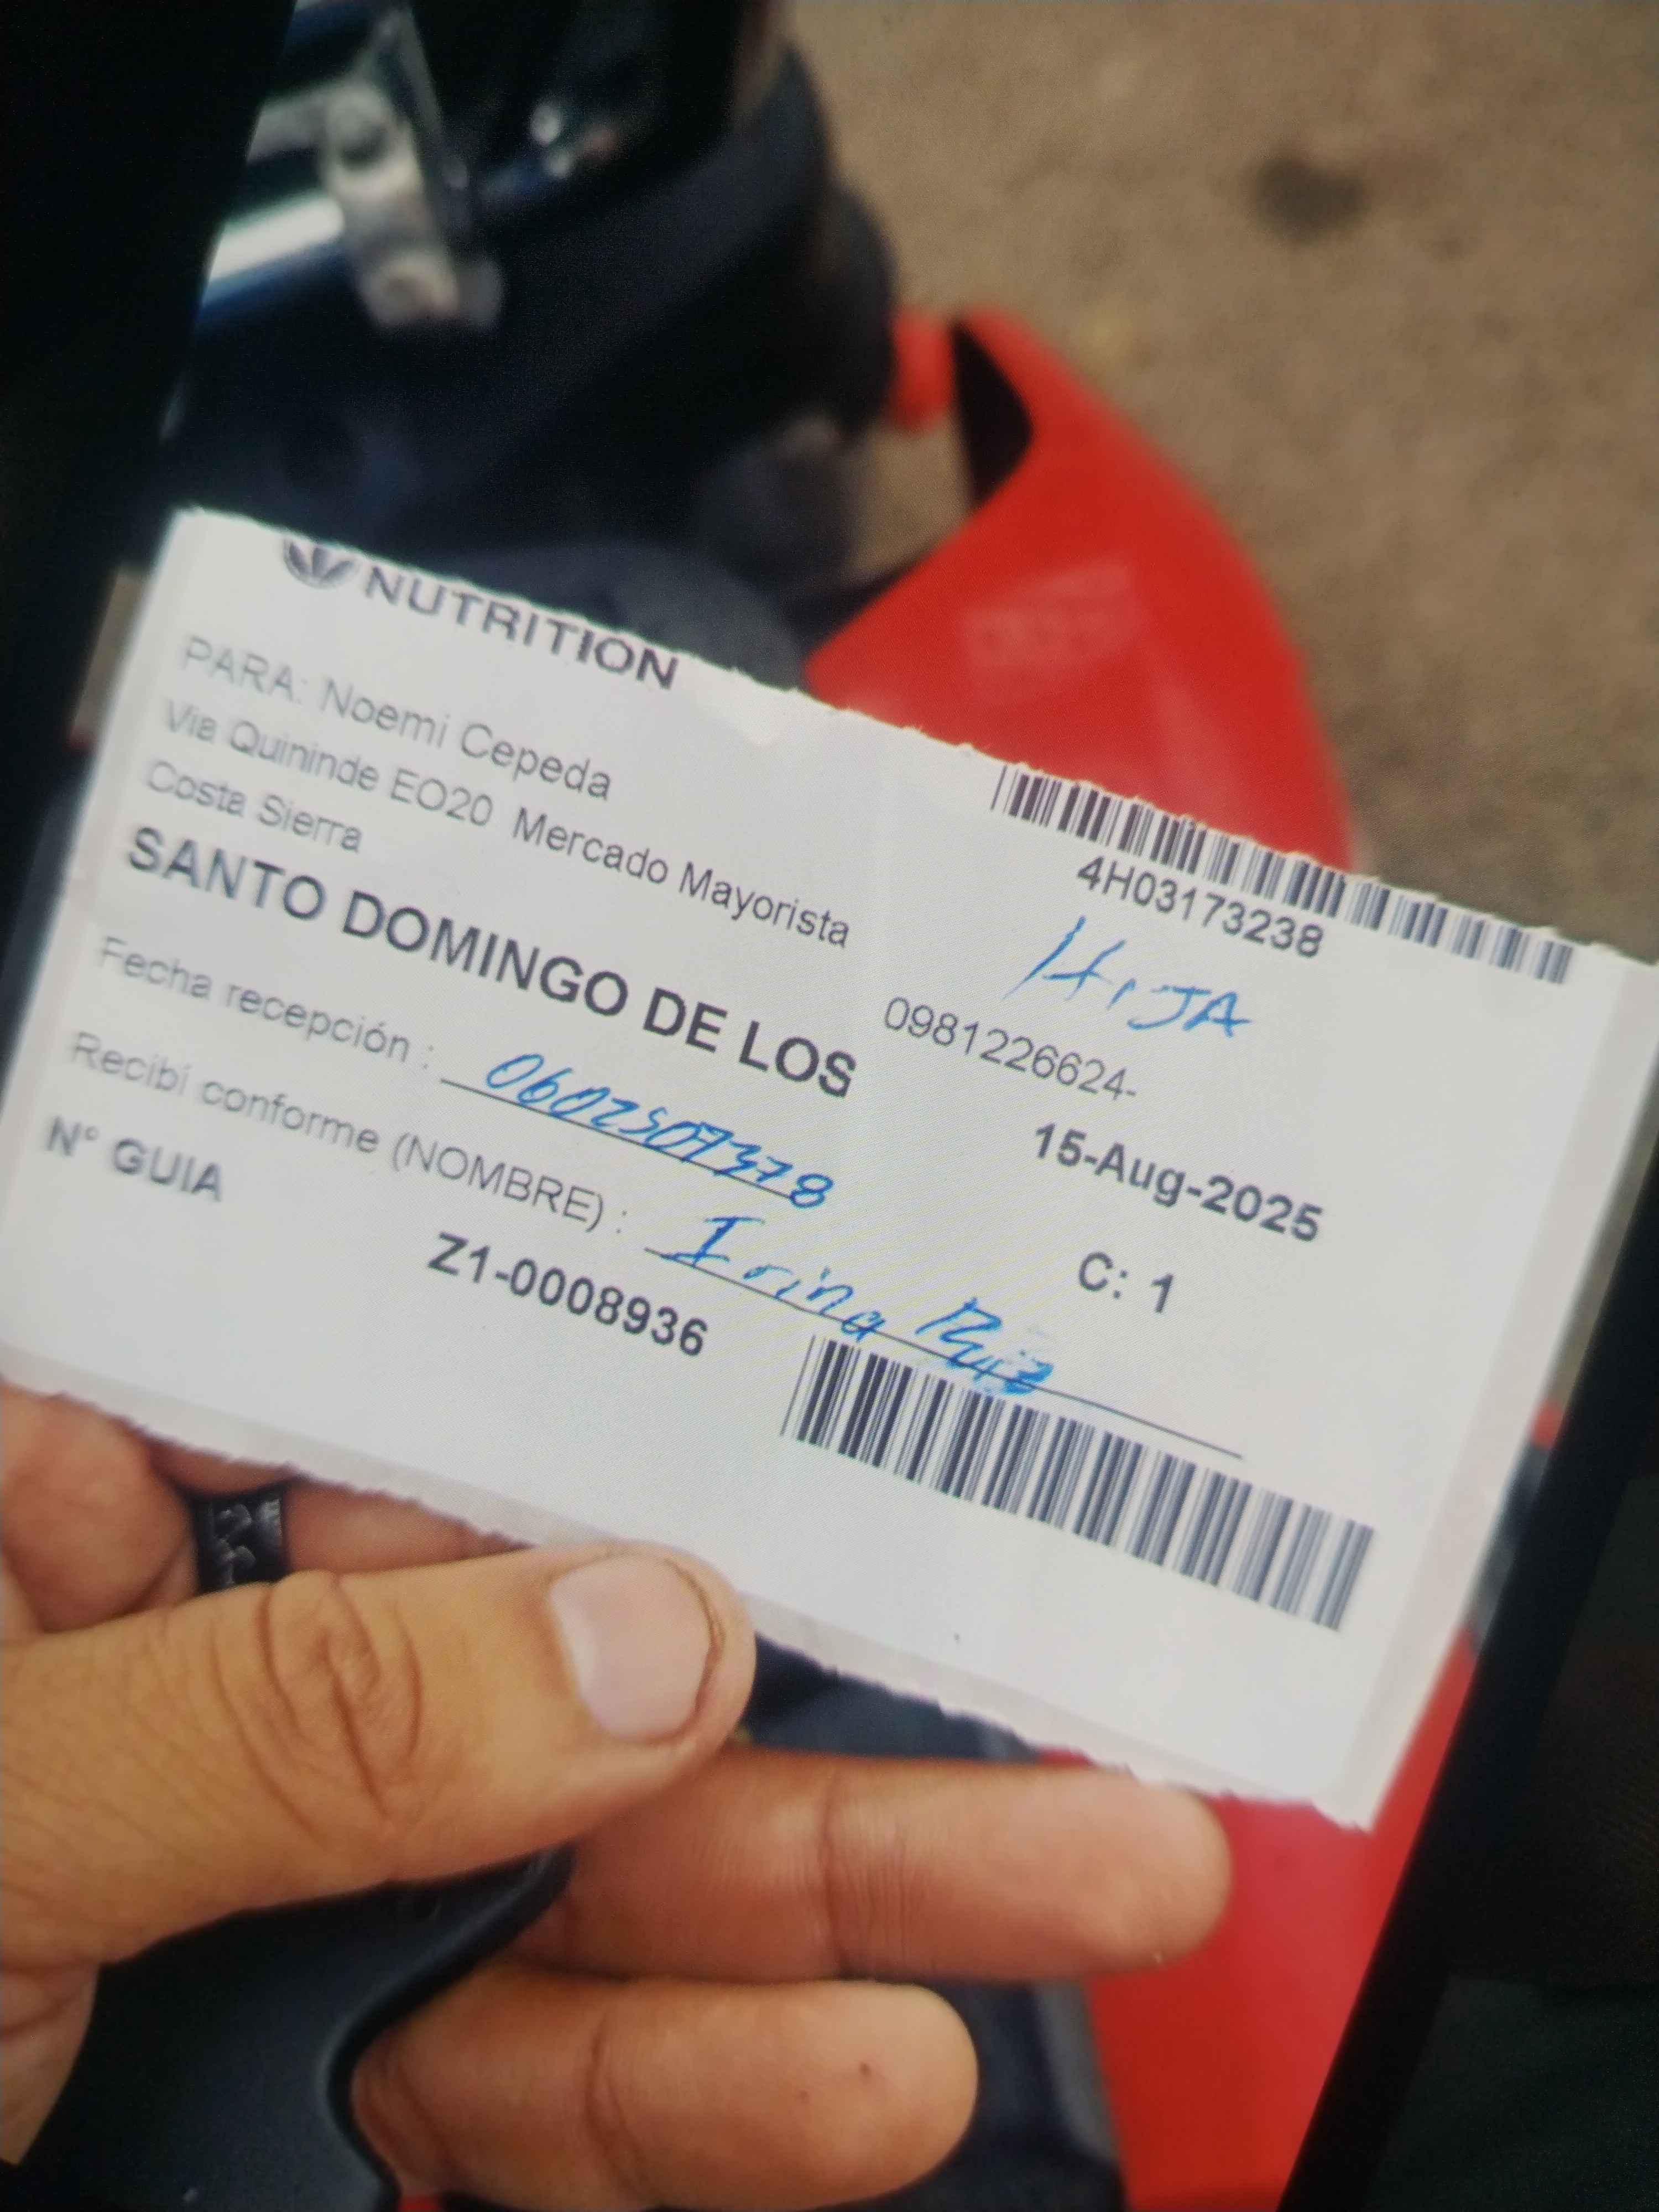 NUTRITION
PARA: Noemi Cepeda
Via Quininde EO20 Mercado Mayorista
Costa Sierra
4H03173238
HIJA
SANTO DOMINGO DE LOS
0981226624-
Fecha recepción : 0602507378
15-Aug-2025
Recibí conforme (NOMBRE) : Irina Ruiz
C: 1
N° GUIA
Z1-0008936